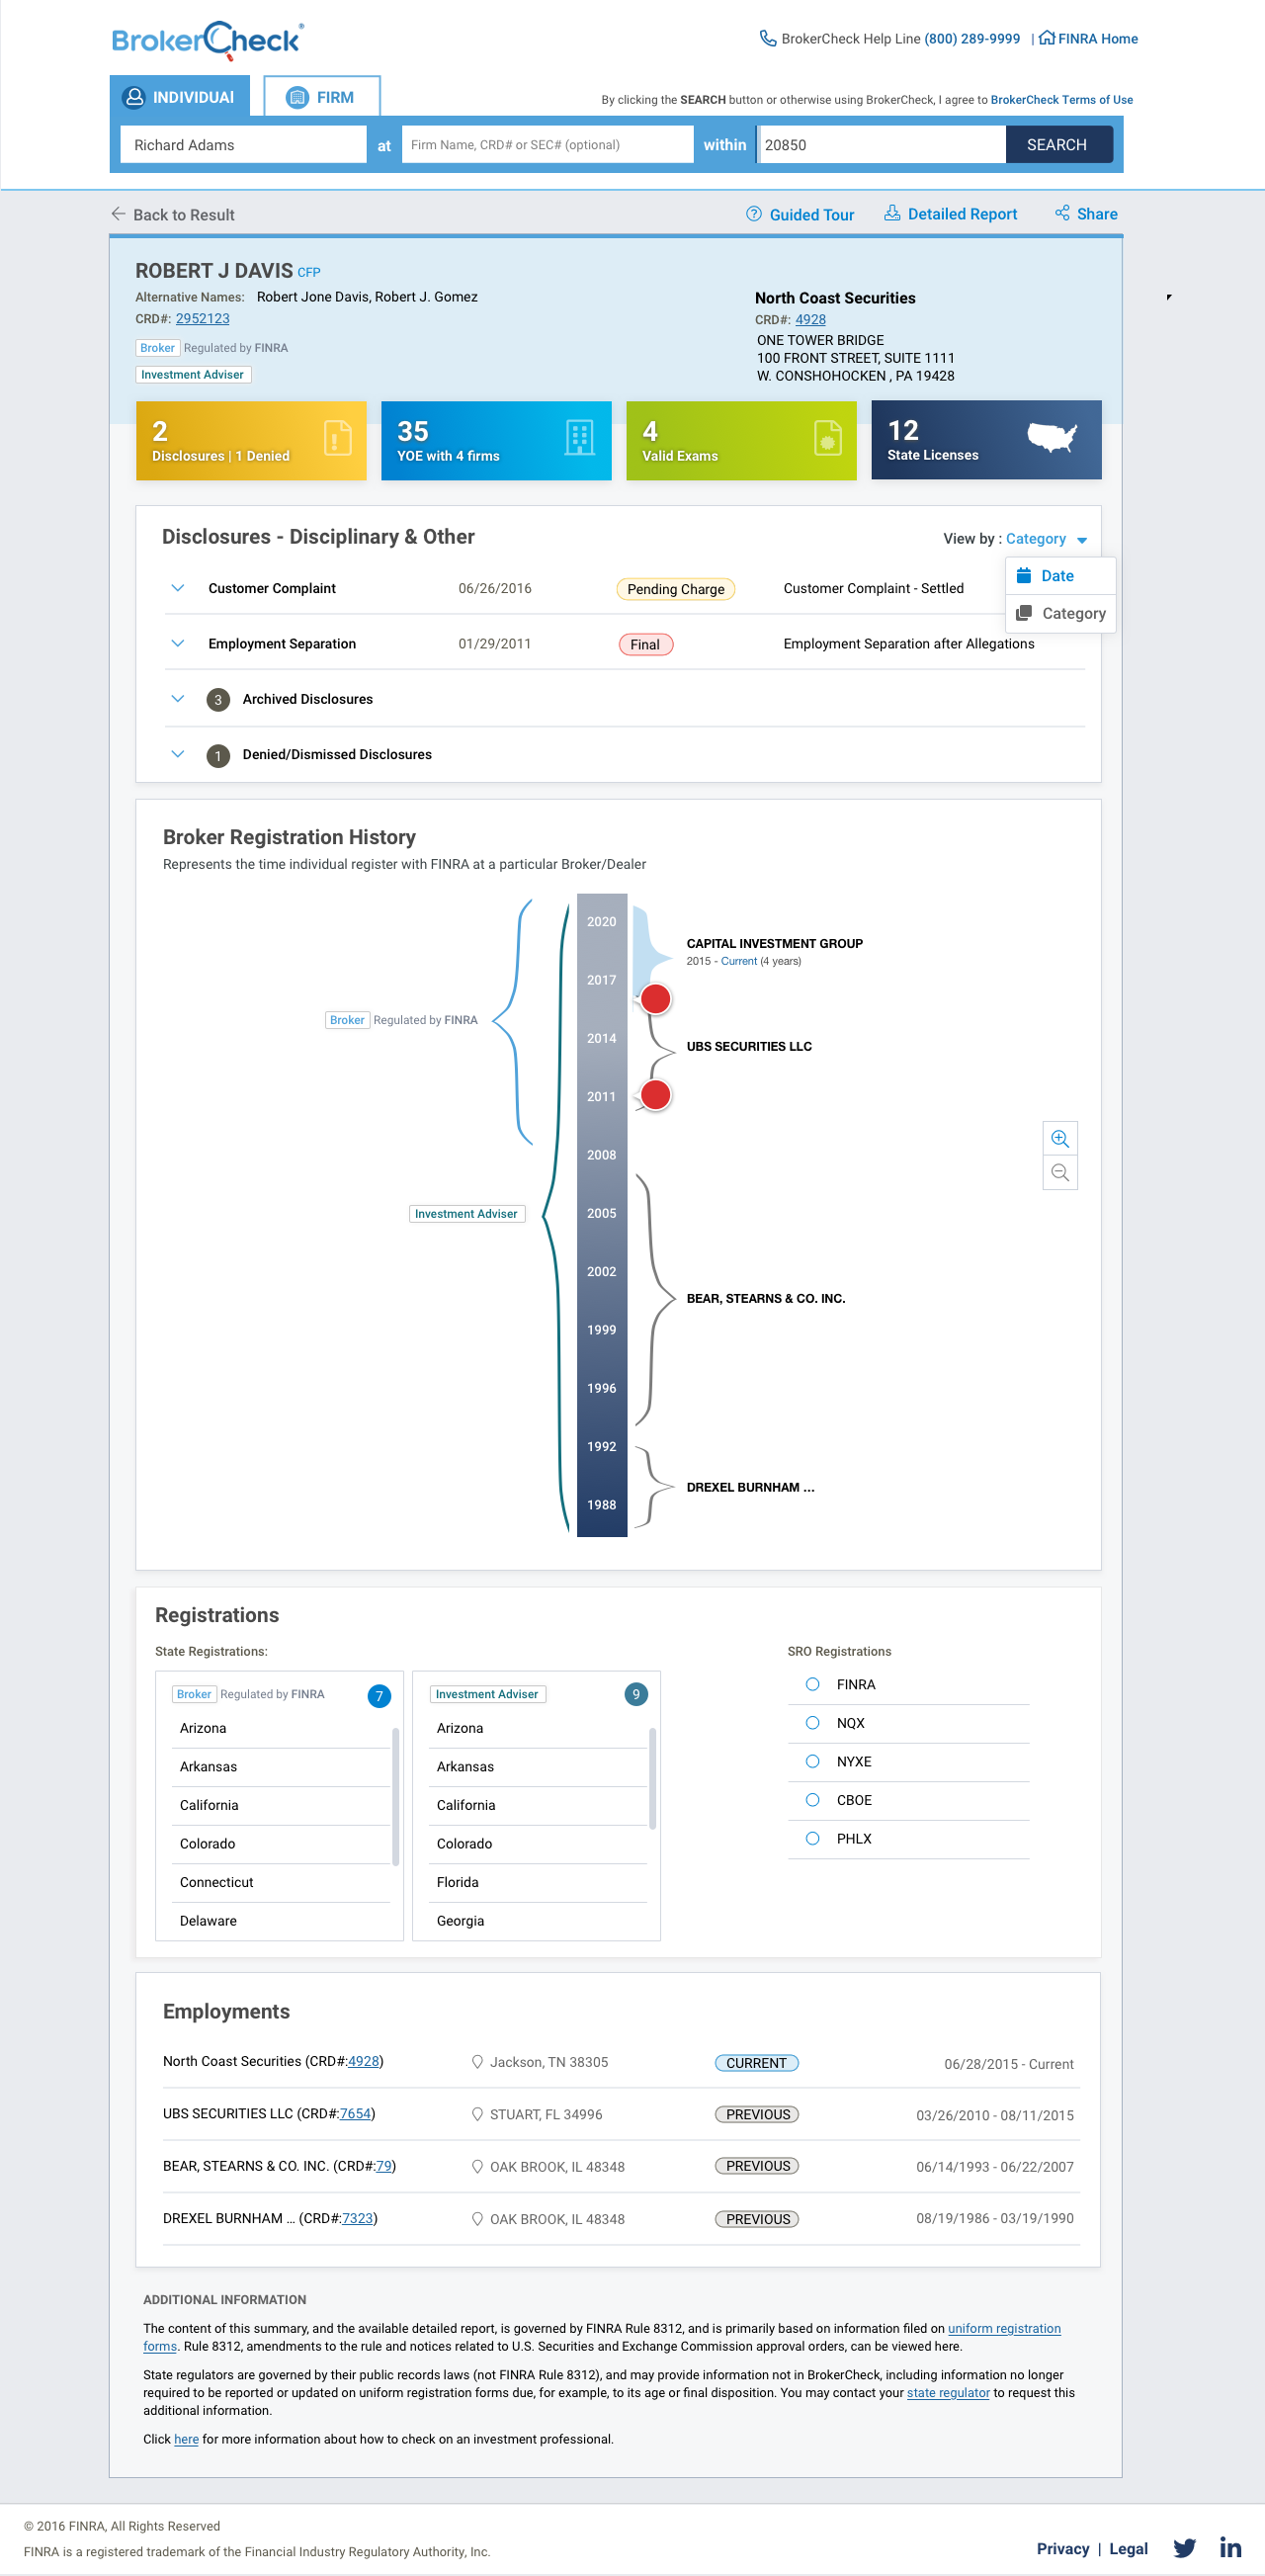 BrokerCheck®
BrokerCheck Help Line (800) 289-9999 | FINRA Home
INDIVIDUAl
FIRM
By clicking the SEARCH button or otherwise using BrokerCheck, I agree to BrokerCheck Terms of Use
Richard Adams at Firm Name, CRD# or SEC# (optional) within 20850 SEARCH
Back to Result
Guided Tour
Detailed Report
Share
ROBERT J DAVIS CFP
Alternative Names: Robert Jone Davis, Robert J. Gomez
CRD#: 2952123
Broker Regulated by FINRA
Investment Adviser
North Coast Securities
CRD#: 4928
ONE TOWER BRIDGE
100 FRONT STREET, SUITE 1111
W. CONSHOHOCKEN , PA 19428
2
Disclosures | 1 Denied
35
YOE with 4 firms
4
Valid Exams
12
State Licenses
Disclosures - Disciplinary & Other
View by : Category
Date
Category
Customer Complaint 06/26/2016 Pending Charge Customer Complaint - Settled
Employment Separation 01/29/2011 Final Employment Separation after Allegations
3 Archived Disclosures
1 Denied/Dismissed Disclosures
Broker Registration History
Represents the time individual register with FINRA at a particular Broker/Dealer
2020
CAPITAL INVESTMENT GROUP
2015 - Current (4 years)
2017
Broker Regulated by FINRA
2014
UBS SECURITIES LLC
2011
2008
Investment Adviser
2005
2002
BEAR, STEARNS & CO. INC.
1999
1996
1992
DREXEL BURNHAM ...
1988
Registrations
State Registrations:
Broker Regulated by FINRA 7
Arizona
Arkansas
California
Colorado
Connecticut
Delaware
Investment Adviser 9
Arizona
Arkansas
California
Colorado
Florida
Georgia
SRO Registrations
FINRA
NQX
NYXE
CBOE
PHLX
Employments
North Coast Securities (CRD#:4928) Jackson, TN 38305 CURRENT 06/28/2015 - Current
UBS SECURITIES LLC (CRD#:7654) STUART, FL 34996 PREVIOUS 03/26/2010 - 08/11/2015
BEAR, STEARNS & CO. INC. (CRD#:79) OAK BROOK, IL 48348 PREVIOUS 06/14/1993 - 06/22/2007
DREXEL BURNHAM ... (CRD#:7323) OAK BROOK, IL 48348 PREVIOUS 08/19/1986 - 03/19/1990
ADDITIONAL INFORMATION
The content of this summary, and the available detailed report, is governed by FINRA Rule 8312, and is primarily based on information filed on uniform registration
forms. Rule 8312, amendments to the rule and notices related to U.S. Securities and Exchange Commission approval orders, can be viewed here.
State regulators are governed by their public records laws (not FINRA Rule 8312), and may provide information not in BrokerCheck, including information no longer
required to be reported or updated on uniform registration forms due, for example, to its age or final disposition. You may contact your state regulator to request this
additional information.
Click here for more information about how to check on an investment professional.
© 2016 FINRA, All Rights Reserved
FINRA is a registered trademark of the Financial Industry Regulatory Authority, Inc.
Privacy | Legal